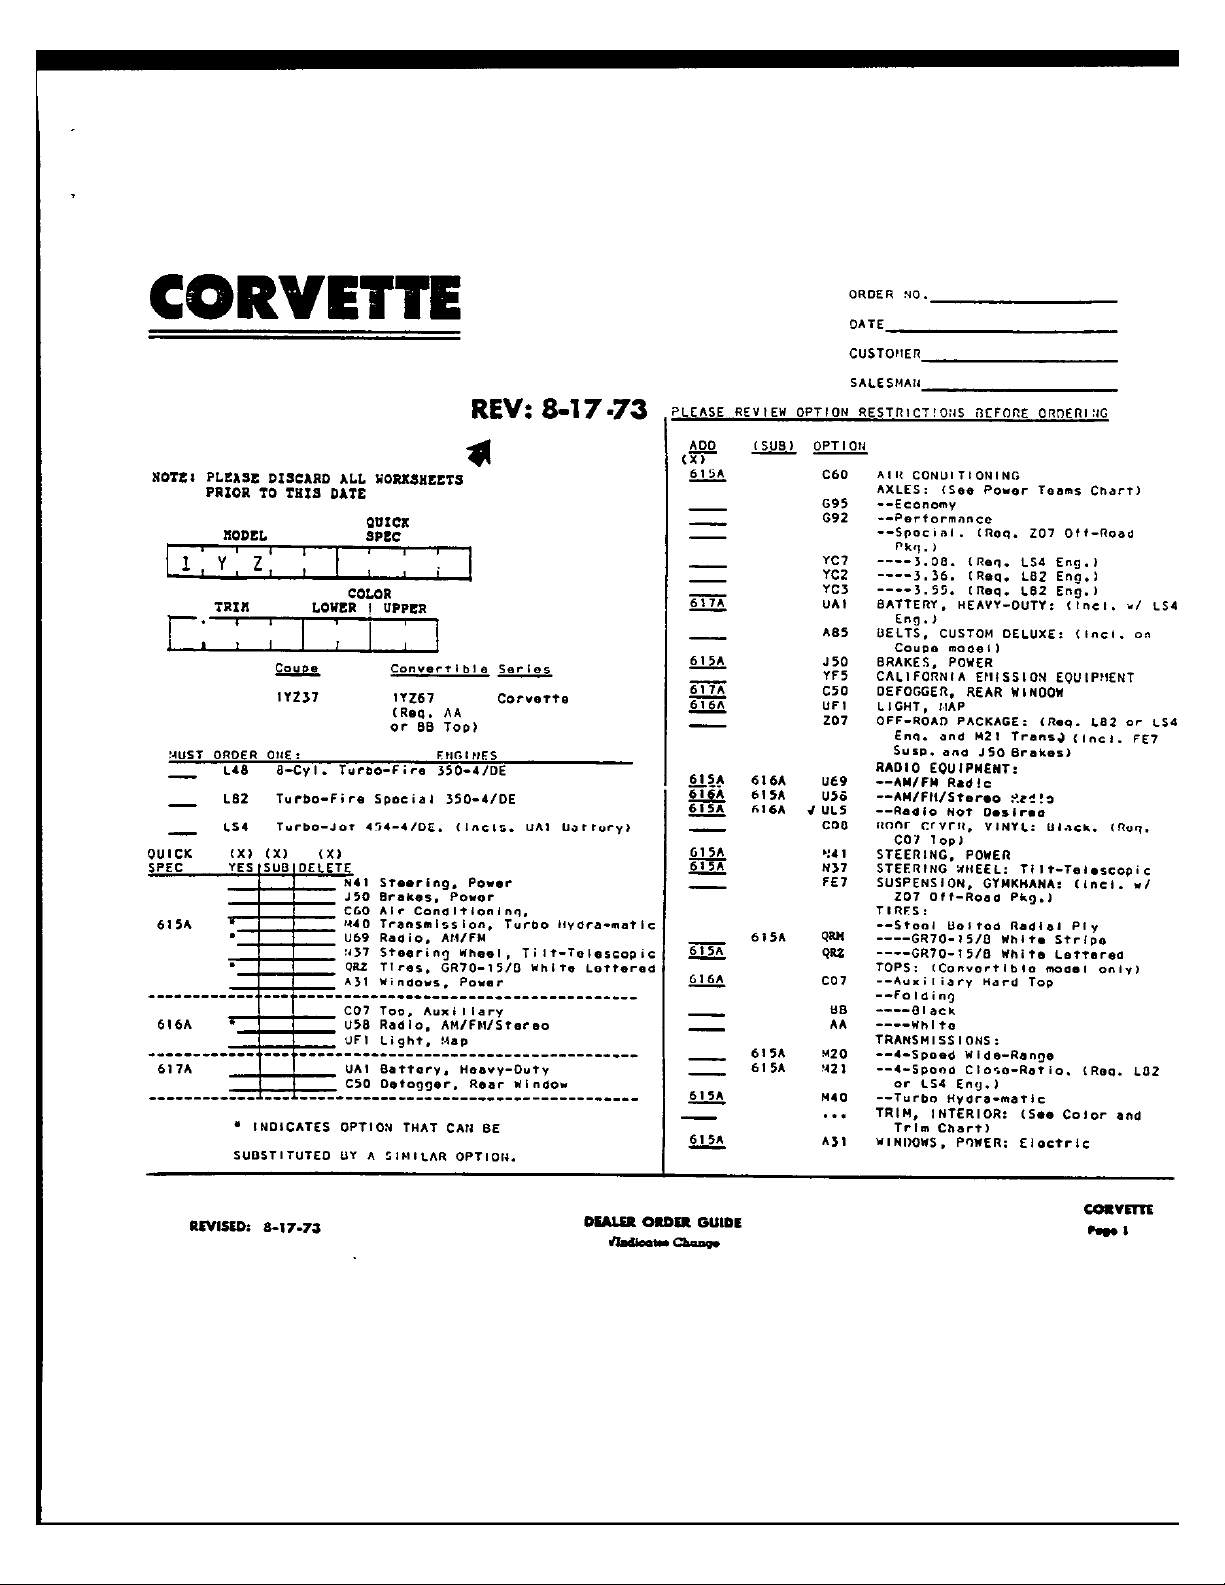 CORVETTE
ORDER NO.
DATE
CUSTOMER
SALESMAN
REV: 8-17-73
NOTE: PLEASE DISCARD ALL WORKSHEETS
PRIOR TO THIS DATE
MODEL QUICK SPEC
1 Y Z
COLOR
TRIM LOWER | UPPER
Coupe Convertible Series
1YZ37 1YZ67 Corvette
(Req. AA
or BB Top)
MUST ORDER ONE: ENGINES
L48 8-Cyl. Turbo-Fire 350-4/DE
L82 Turbo-Fire Special 350-4/DE
LS4 Turbo-Jet 454-4/DE. (Incls. UA1 Battery)
QUICK (X) (X) (X)
SPEC YES SUB DELETE
N41 Steering, Power
J50 Brakes, Power
C60 Air Conditioning,
615A * M40 Transmission, Turbo Hydra-matic
* U69 Radio, AM/FM
N37 Steering Wheel, Tilt-Telescopic
* QRZ Tires, GR70-15/B White Lettered
A31 Windows, Power
C07 Top, Auxiliary
616A * U58 Radio, AM/FM/Stereo
UF1 Light, Map
617A UA1 Battery, Heavy-Duty
C50 Defogger, Rear Window
* INDICATES OPTION THAT CAN BE
SUBSTITUTED BY A SIMILAR OPTION.
PLEASE REVIEW OPTION RESTRICTIONS BEFORE ORDERING
ADD (SUB) OPTION
(X)
615A C60 AIR CONDITIONING
AXLES: (See Power Teams Chart)
G95 --Economy
G92 --Performance
--Special. (Req. Z07 Off-Road
Pkg.)
YC7 ----3.08. (Req. LS4 Eng.)
YC2 ----3.36. (Req. L82 Eng.)
YC3 ----3.55. (Req. L82 Eng.)
617A UA1 BATTERY, HEAVY-DUTY: (Incl. w/ LS4
Eng.)
A85 BELTS, CUSTOM DELUXE: (Incl. on
Coupe model)
615A J50 BRAKES, POWER
YF5 CALIFORNIA EMISSION EQUIPMENT
617A C50 DEFOGGER, REAR WINDOW
616A UF1 LIGHT, MAP
Z07 OFF-ROAD PACKAGE: (Req. L82 or LS4
Eng. and M21 Trans.) (Incl. FE7
Susp. and J50 Brakes)
RADIO EQUIPMENT:
615A 616A U69 --AM/FM Radio
616A 615A U58 --AM/FM/Stereo Radio
615A 616A √ UL5 --Radio Not Desired
C08 ROOF COVER, VINYL: Black. (Req.
C07 Top)
615A N41 STEERING, POWER
615A N37 STEERING WHEEL: Tilt-Telescopic
FE7 SUSPENSION, GYMKHANA: (Incl. w/
Z07 Off-Road Pkg.)
TIRES:
--Steel Belted Radial Ply
615A QRM ----GR70-15/B White Stripe
615A QRZ ----GR70-15/B White Lettered
TOPS: (Convertible model only)
616A C07 --Auxiliary Hard Top
--Folding
BB ----Black
AA ----White
TRANSMISSIONS:
615A M20 --4-Speed Wide-Range
615A M21 --4-Speed Close-Ratio. (Req. L82
or LS4 Eng.)
615A M40 --Turbo Hydra-matic
... TRIM, INTERIOR: (See Color and
Trim Chart)
615A A31 WINDOWS, POWER: Electric
REVISED: 8-17-73
DEALER ORDER GUIDE
√Indicates Change
CORVETTE
Page 1